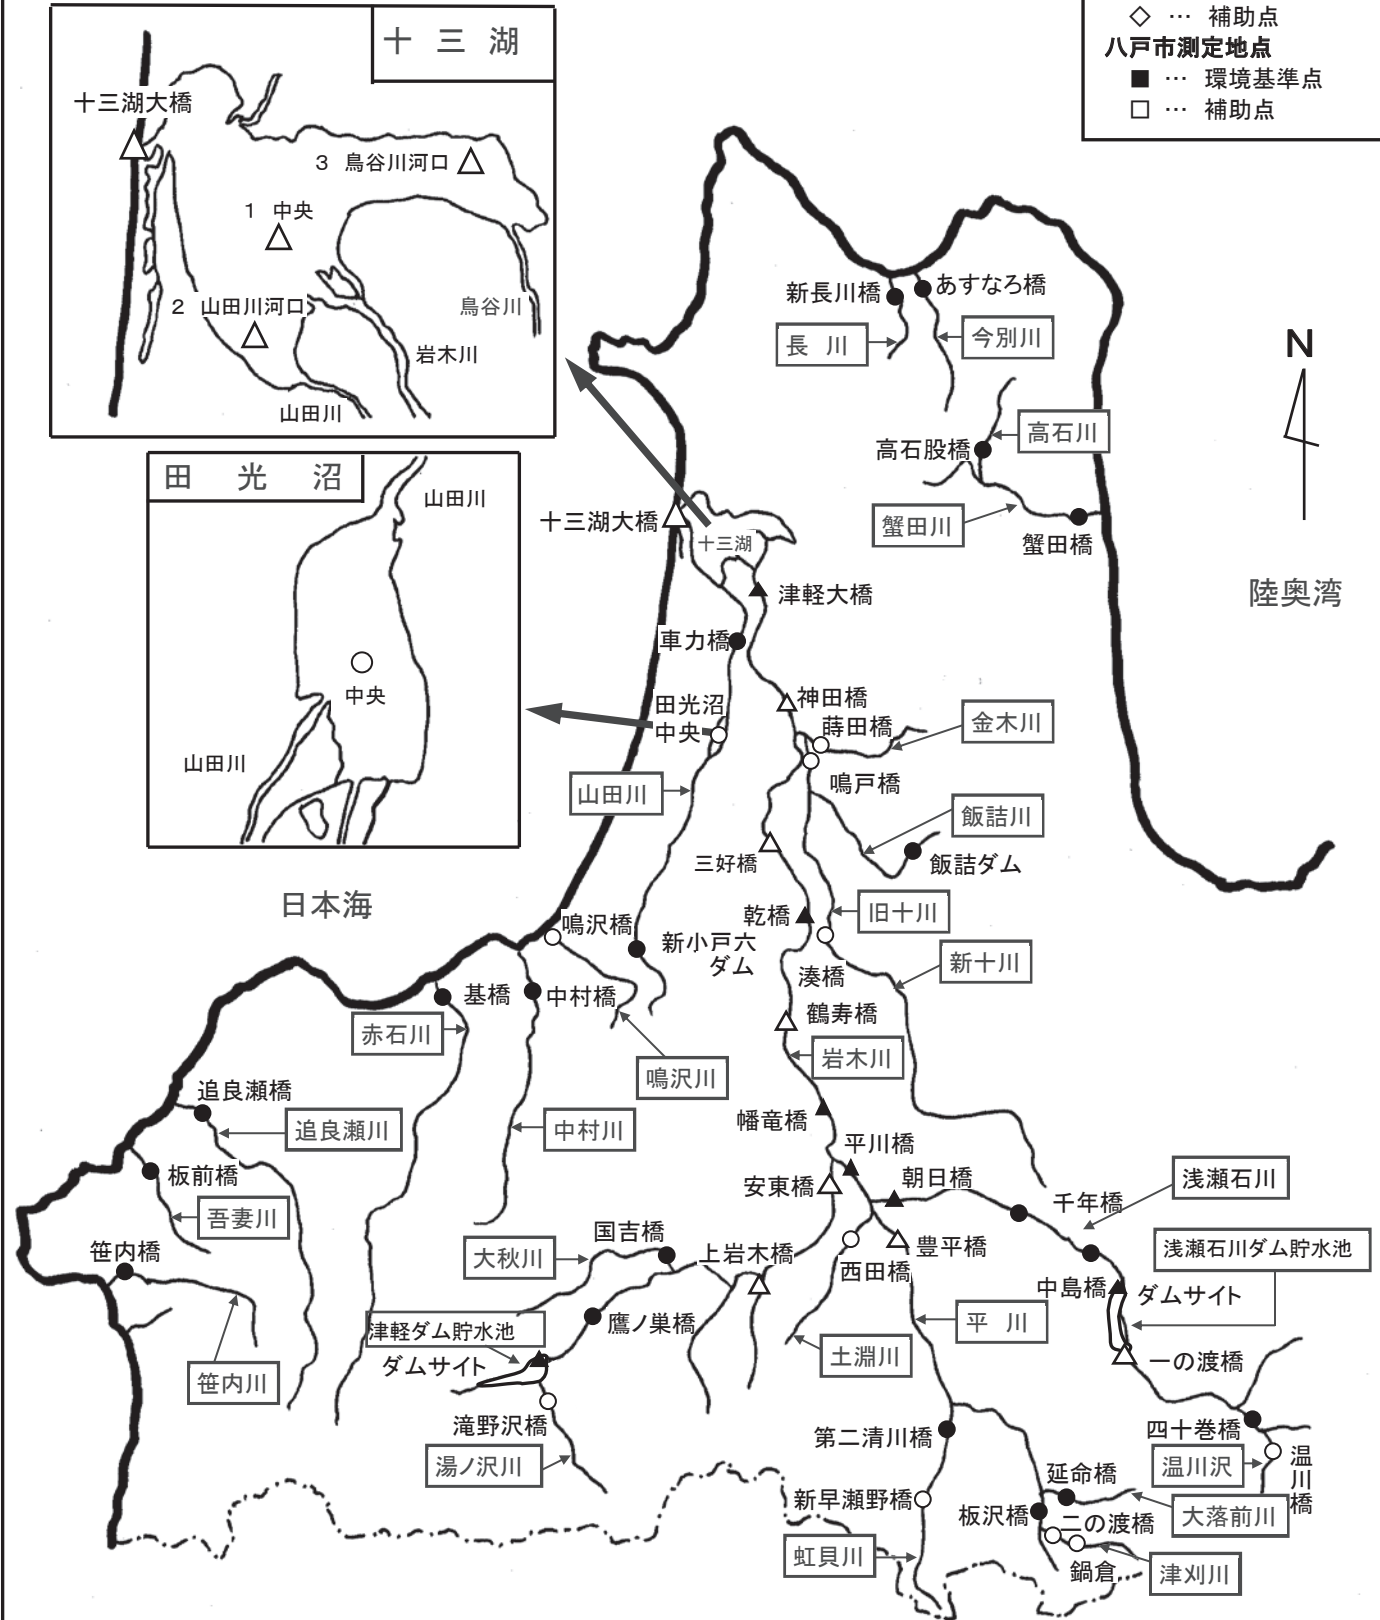 十三湖
十三湖大橋
3 鳥谷川河口
1 中央
2 山田川河口
鳥谷川
岩木川
山田川
◇ … 補助点
八戸市測定地点
■ … 環境基準点
□ … 補助点
田光沼
山田川
中央
山田川
新長川橋
あすなろ橋
長川
今別川
N
高石川
高石股橋
蟹田川
蟹田橋
陸奥湾
十三湖大橋
十三湖
津軽大橋
車力橋
田光沼
中央
神田橋
蒔田橋
金木川
鳴戸橋
山田川
飯詰川
三好橋
飯詰ダム
日本海
鳴沢橋
乾橋
旧十川
新小戸六
ダム
湊橋
新十川
基橋
中村橋
鶴寿橋
赤石川
岩木川
鳴沢川
追良瀬橋
追良瀬川
中村川
幡竜橋
平川橋
板前橋
安東橋
朝日橋
千年橋
浅瀬石川
吾妻川
笹内橋
大秋川
国吉橋
上岩木橋
西田橋
豊平橋
浅瀬石川ダム貯水池
中島橋
ダムサイト
津軽ダム貯水池
鷹ノ巣橋
平川
ダムサイト
土淵川
一の渡橋
笹内川
滝野沢橋
第二清川橋
四十巻橋
湯ノ沢川
温川沢
温川橋
延命橋
新早瀬野橋
板沢橋
二の渡橋
大落前川
虹貝川
鍋倉
津刈川